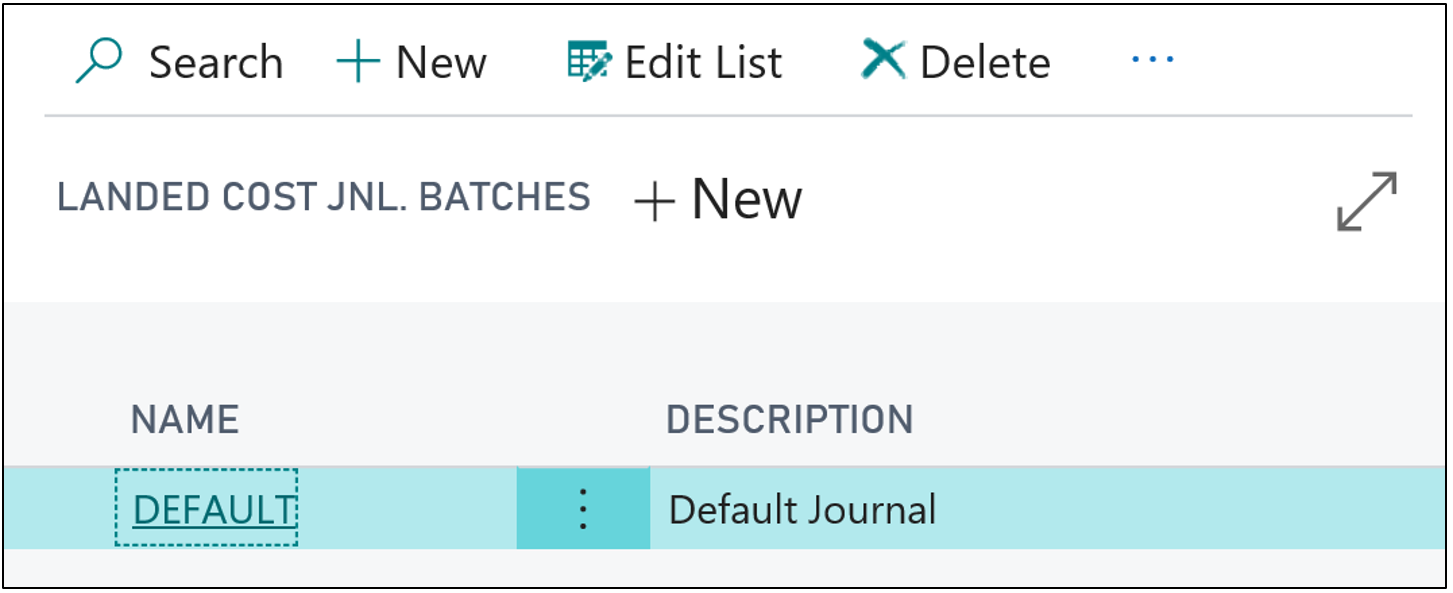 Search New Edit List Delete ...
LANDED COST JNL. BATCHES New
NAME DESCRIPTION
DEFAULT Default Journal